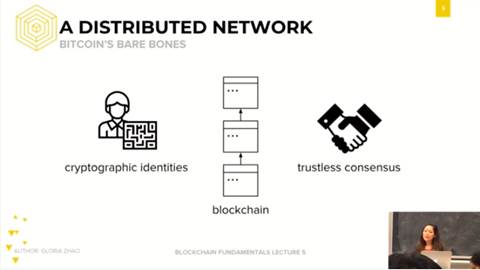 A DISTRIBUTED NETWORK
BITCOIN'S BARE BONES
cryptographic identities
trustless consensus
blockchain
AUTHOR: GLORIA ZHAO
BLOCKCHAIN FUNDAMENTALS LECTURE 5